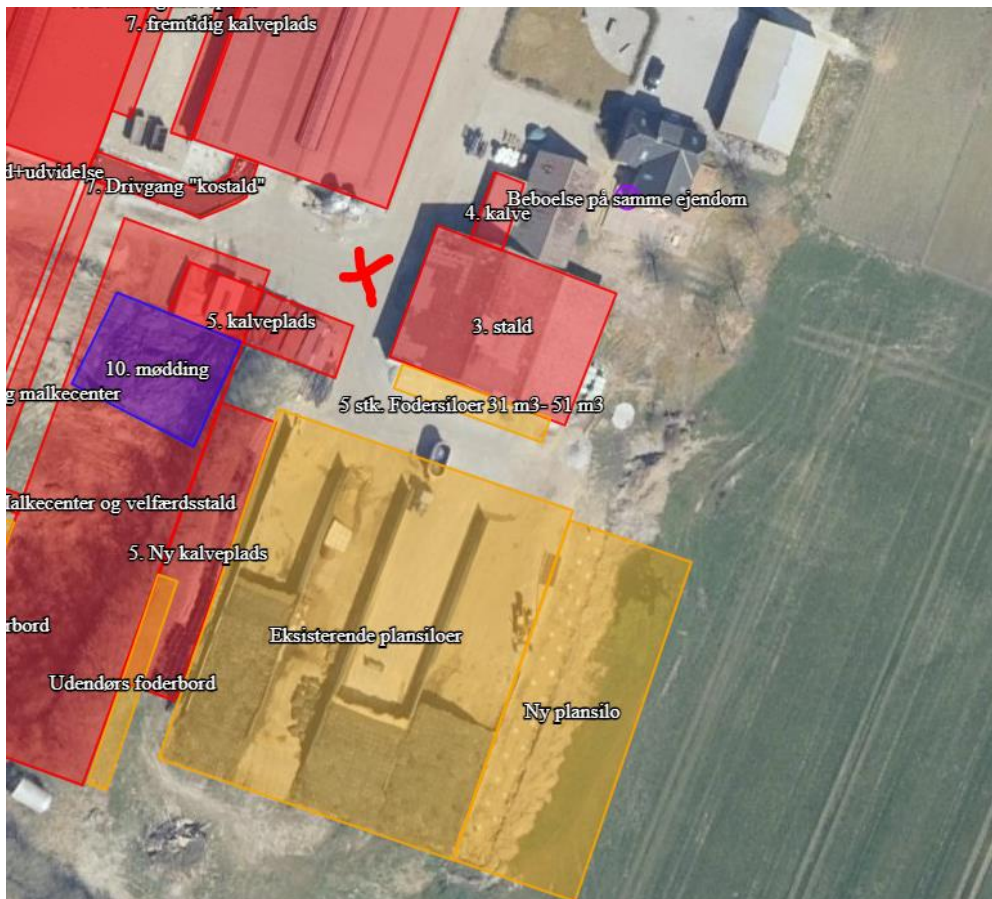 7. fremtidig kalveplads
d+udvidelse
7. Drivgang "kostald"
Beboelse på samme ejendom
4. kalve
5. kalveplads
3. stald
10. mødding
g malkecenter
5 stk. Fodersiloer 31 m3- 51 m3
Malkecenter og velfærdsstald
5. Ny kalveplads
rbord
Eksisterende plansiloer
Udendørs foderbord
Ny plansilo